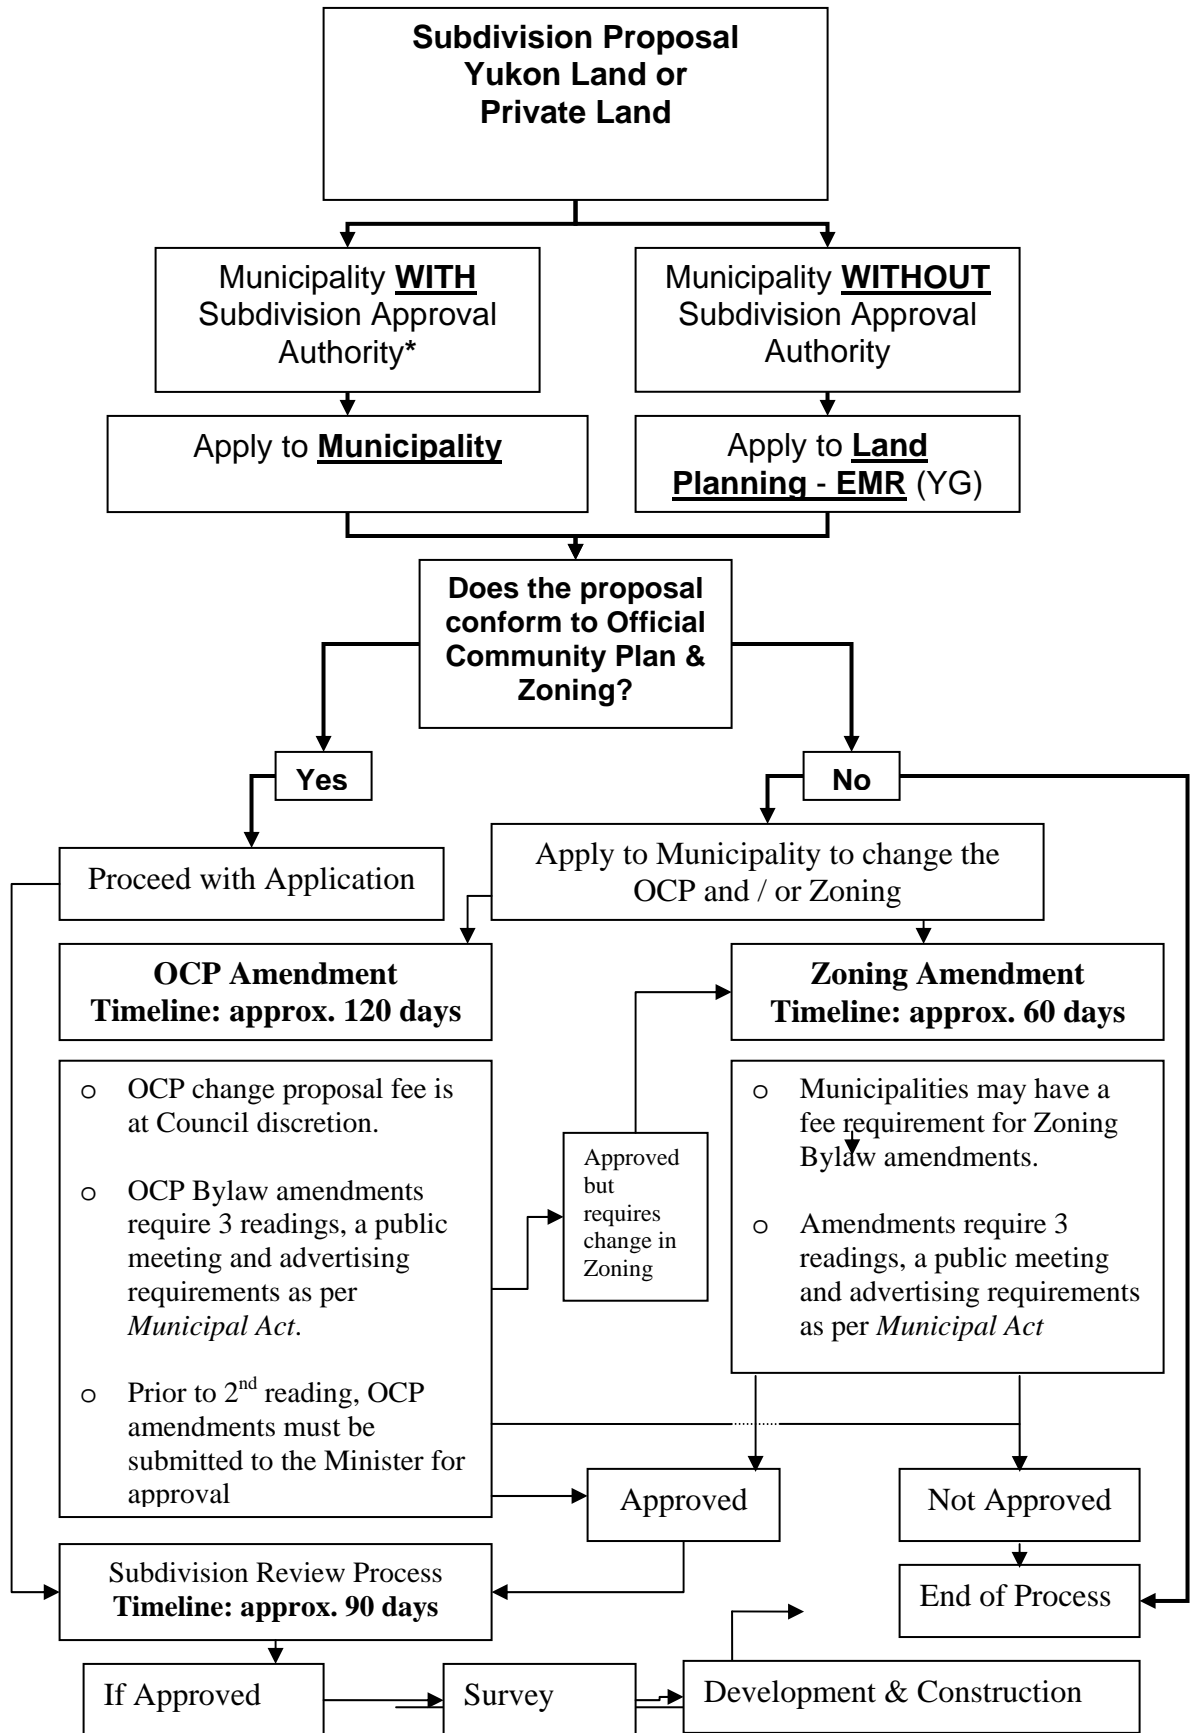 Subdivision Proposal
Yukon Land or
Private Land
Municipality WITH
Subdivision Approval
Authority*
Municipality WITHOUT
Subdivision Approval
Authority
Apply to Municipality
Apply to Land
Planning - EMR (YG)
Does the proposal
conform to Official
Community Plan &
Zoning?
Yes
No
Proceed with Application
Apply to Municipality to change the
OCP and / or Zoning
OCP Amendment
Timeline: approx. 120 days
Zoning Amendment
Timeline: approx. 60 days
o OCP change proposal fee is
at Council discretion.
o OCP Bylaw amendments
require 3 readings, a public
meeting and advertising
requirements as per
Municipal Act.
o Prior to 2nd reading, OCP
amendments must be
submitted to the Minister for
approval
Approved
but
requires
change in
Zoning
o Municipalities may have a
fee requirement for Zoning
Bylaw amendments.
o Amendments require 3
readings, a public meeting
and advertising requirements
as per Municipal Act
Approved
Not Approved
Subdivision Review Process
Timeline: approx. 90 days
End of Process
If Approved
Survey
Development & Construction